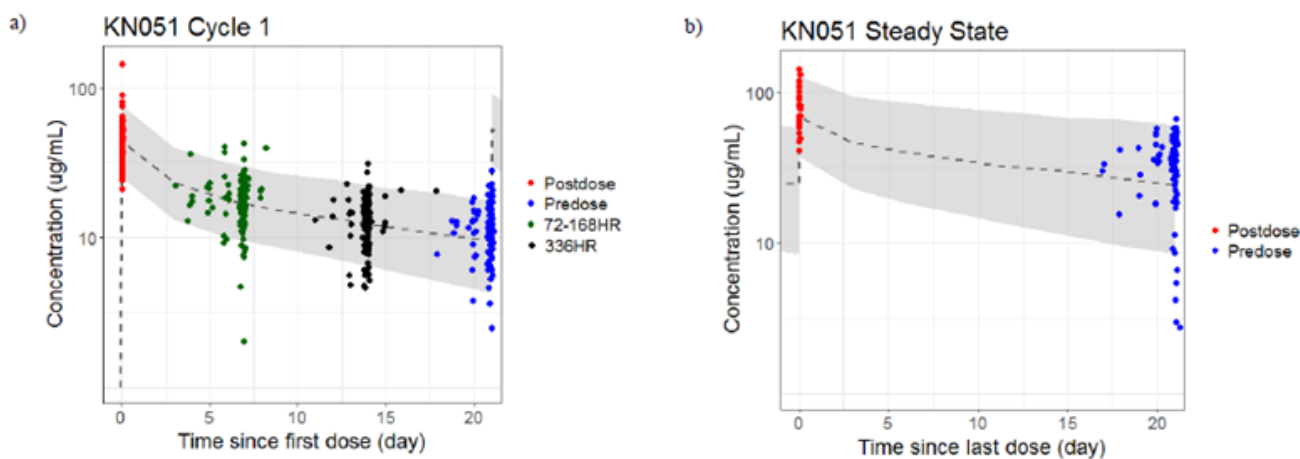 a)
KN051 Cycle 1
Concentration (ug/mL)
100
10
0
5
10
15
20
Time since first dose (day)
Postdose
Predose
72-168HR
336HR
b)
KN051 Steady State
Concentration (ug/mL)
100
10
0
5
10
15
20
Time since last dose (day)
Postdose
Predose